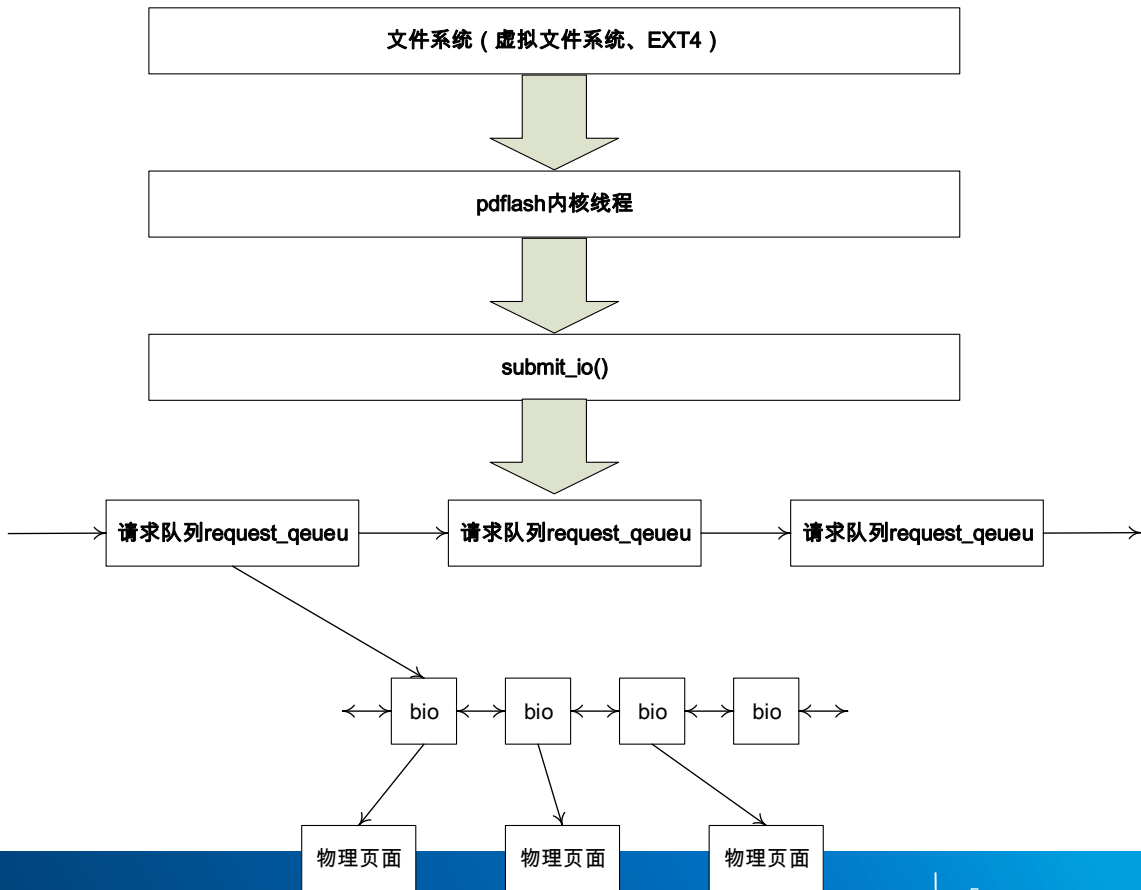 文件系统（虚拟文件系统、EXT4）
pdflash内核线程
submit_io()
请求队列request_qeueu
请求队列request_qeueu
请求队列request_qeueu
bio
bio
bio
bio
物理页面
物理页面
物理页面